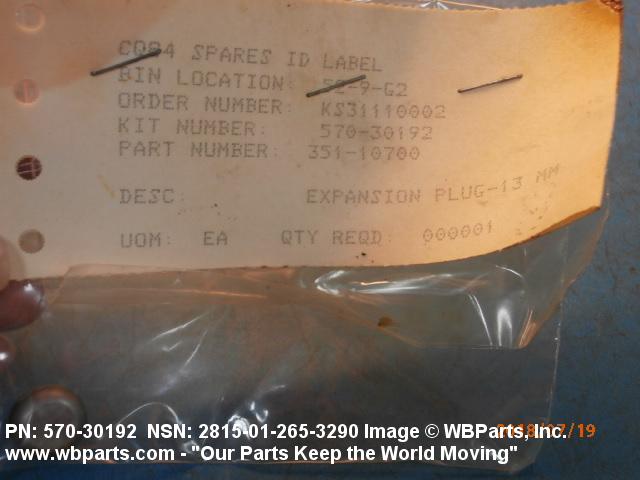 CQ84 SPARES ID LABEL
BIN LOCATION: 52-9-G2
ORDER NUMBER: KS31110002
KIT NUMBER: 570-30192
PART NUMBER: 351-10700
DESC: EXPANSION PLUG-13 MM
UOM: EA QTY REQD: 000001
PN: 570-30192 NSN: 2815-01-265-3290 Image © WBParts, Inc.
www.wbparts.com - "Our Parts Keep the World Moving"